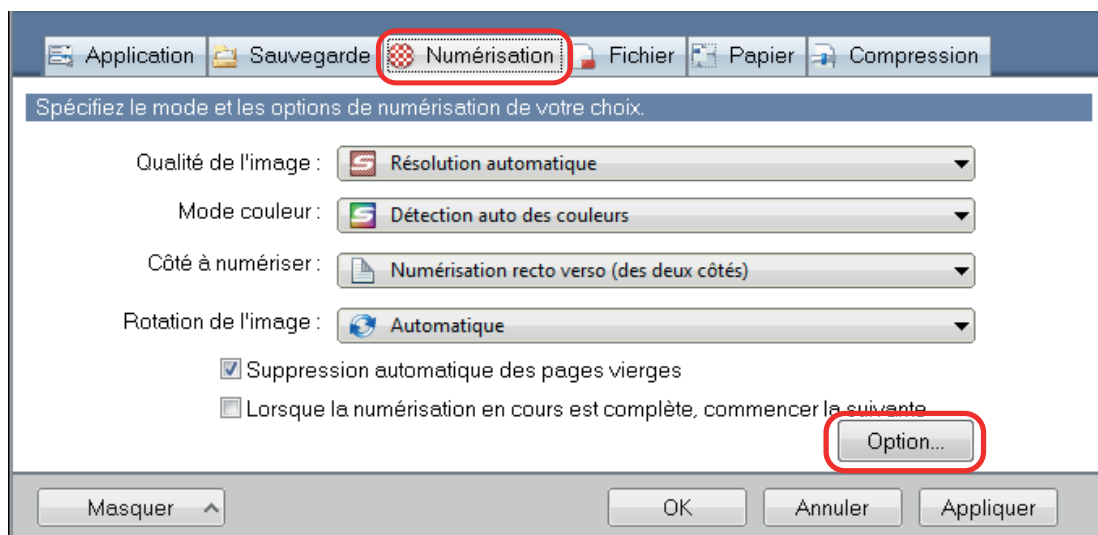 Application Sauvegarde Numérisation Fichier Papier Compression
Spécifiez le mode et les options de numérisation de votre choix.
Qualité de l'image : Résolution automatique
Mode couleur : Détection auto des couleurs
Côté à numériser : Numérisation recto verso (des deux côtés)
Rotation de l'image : Automatique
Suppression automatique des pages vierges
Lorsque la numérisation en cours est complète, commencer la suivante
Option...
Masquer OK Annuler Appliquer